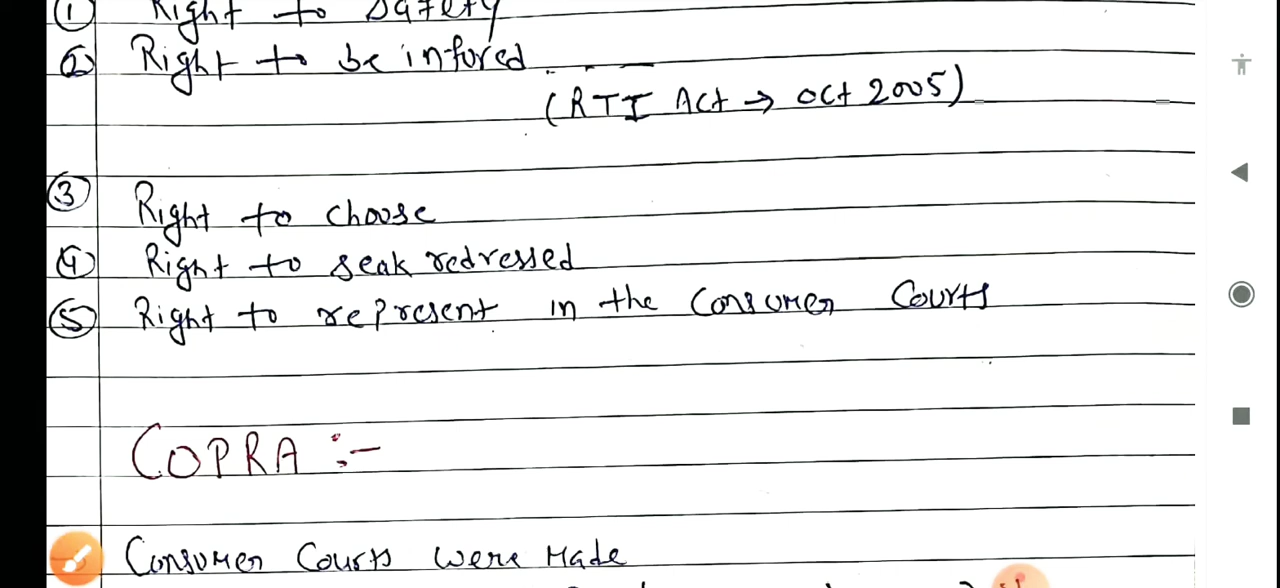 ① Right to Safety
② Right to be infored
(RTI Act → Oct 2005)
③ Right to choose
④ Right to seak redressed
⑤ Right to represent in the Consumer Courts
COPRA :-
Consumer Courts were Made